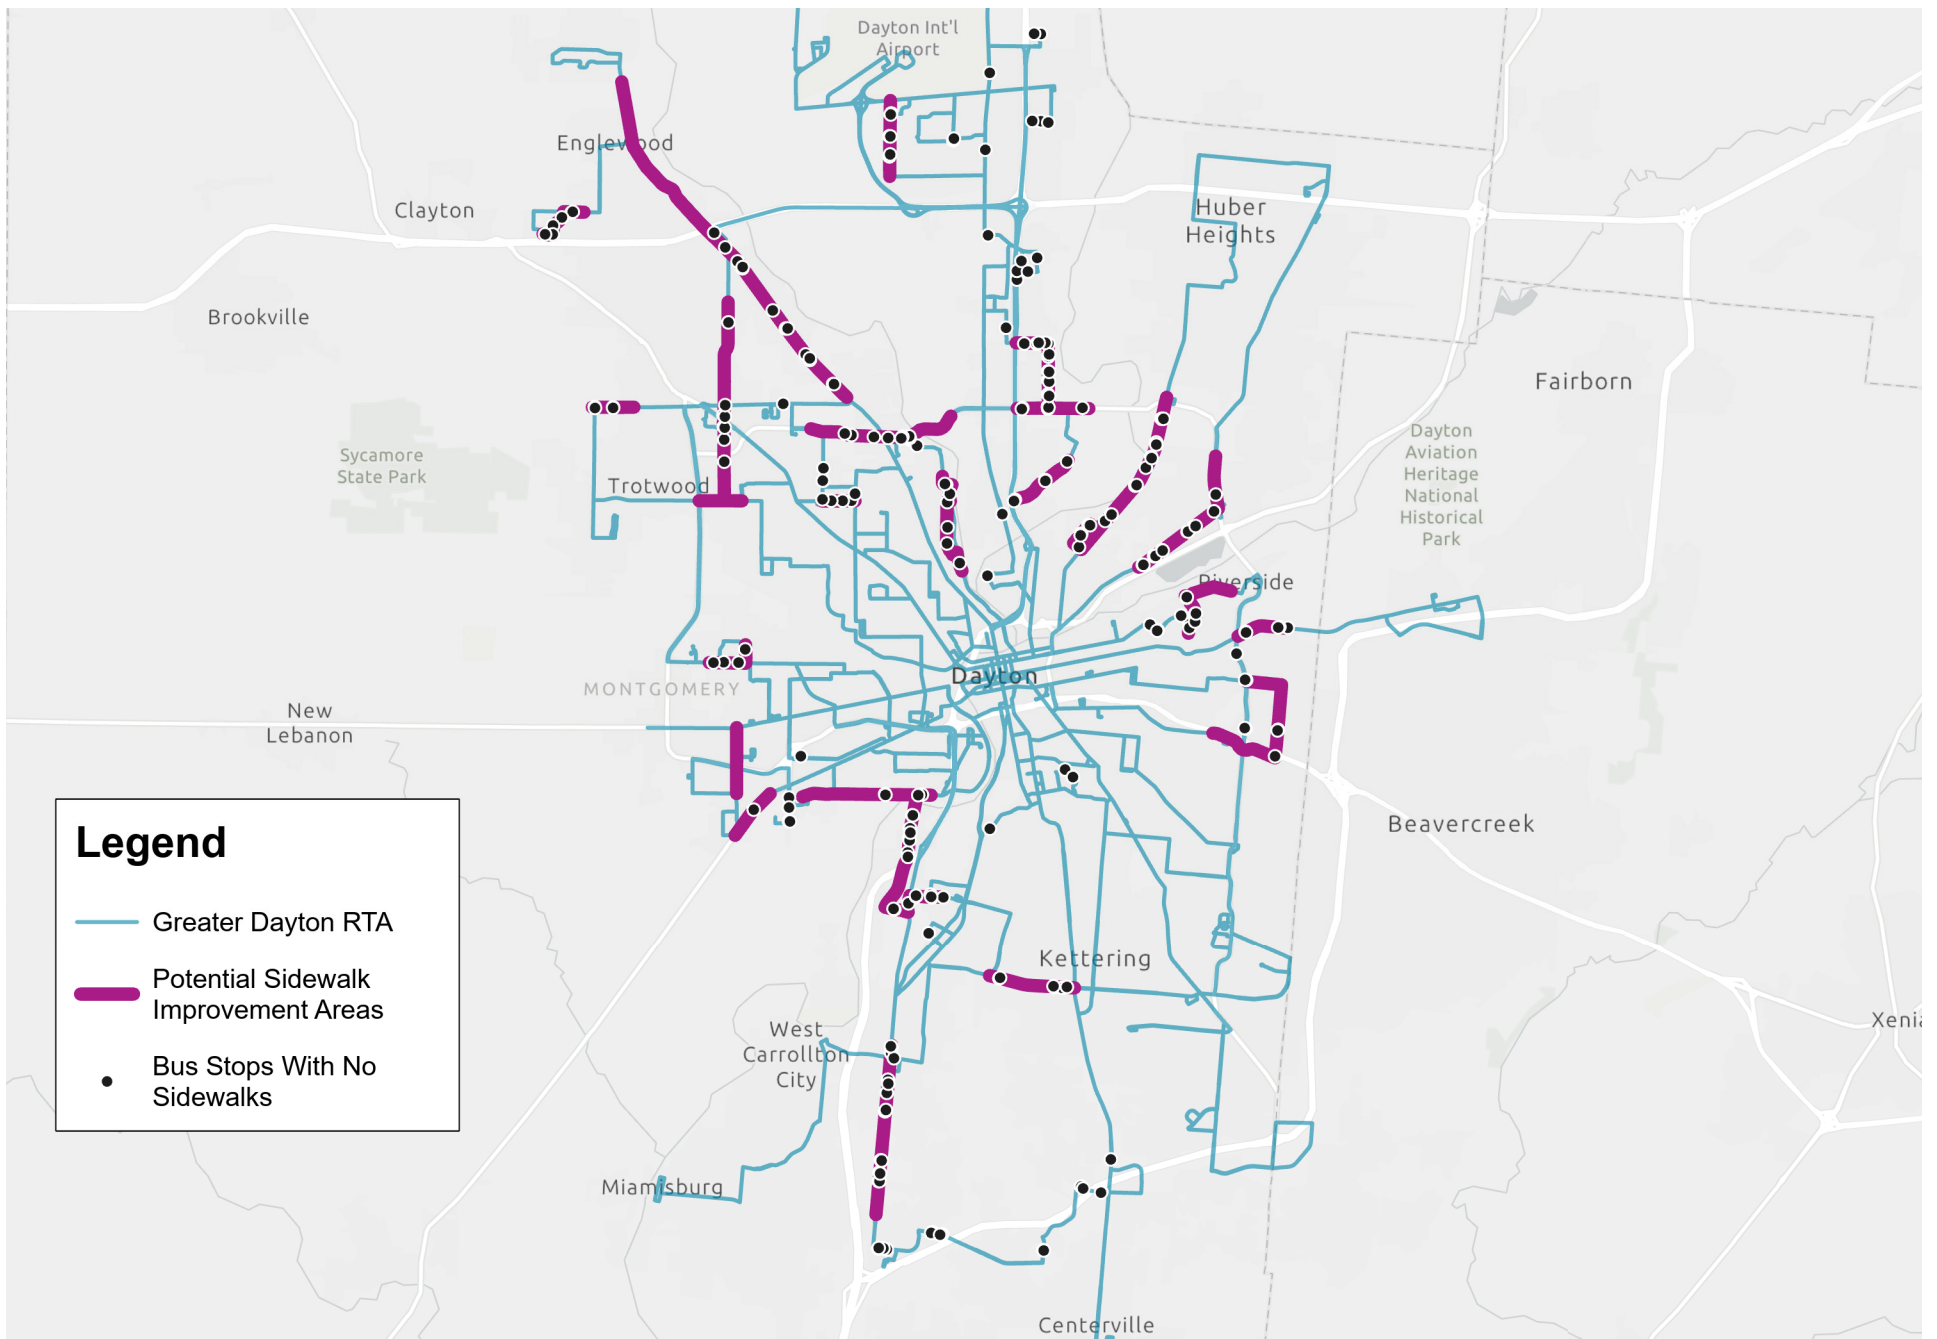 Dayton Int'l
Airport
Englewood
Clayton
Huber
Heights
Brookville
Fairborn
Sycamore
State Park
Dayton
Aviation
Heritage
National
Historical
Park
Trotwood
Riverside
Dayton
MONTGOMERY
New
Lebanon
Beavercreek
Legend
Greater Dayton RTA
Potential Sidewalk
Improvement Areas
Bus Stops With No
Sidewalks
Kettering
West
Carrollton
City
Xenia
Miamisburg
Centerville